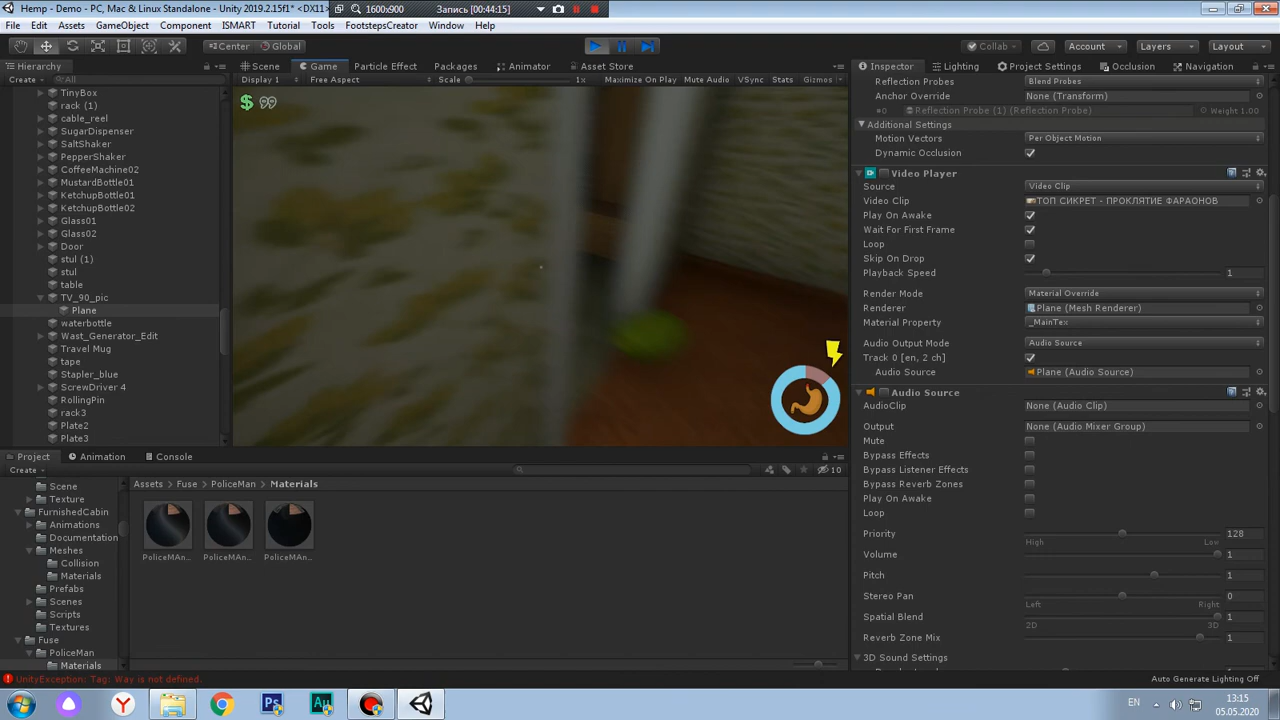 Hemp - Demo - PC, Mac & Linux Standalone - Unity 2019.2.15f1* <DX11>
1600x900
Запись [00:44:15]
File Edit Assets GameObject Component ISMART Tutorial Tools FootstepsCreator Window Help
Center Global Collab Account Layers Layout
Hierarchy Scene Game Particle Effect Packages Animator Asset Store Inspector Lighting Project Settings Occlusion Navigation
Create All
Display 1 Free Aspect Scale 1x Maximize On Play Mute Audio VSync Stats Gizmos
TinyBox
rack (1)
cable_reel
SugarDispenser
SaltShaker
PepperShaker
CoffeeMachine02
MustardBottle01
KetchupBottle01
KetchupBottle02
Glass01
Glass02
Door
stul (1)
stul
table
TV_90_pic
Plane
waterbottle
Wast_Generator_Edit
Travel Mug
tape
Stapler_blue
ScrewDriver 4
RollingPin
rack3
Plate2
Plate3
$ 99
Reflection Probes Blend Probes
Anchor Override None (Transform)
#0 Reflection Probe (1) (Reflection Probe) Weight 1.00
Additional Settings
Motion Vectors Per Object Motion
Dynamic Occlusion
Video Player
Source Video Clip
Video Clip ТОП СИКРЕТ - ПРОКЛЯТИЕ ФАРАОНОВ
Play On Awake
Wait For First Frame
Loop
Skip On Drop
Playback Speed 1
Render Mode Material Override
Renderer Plane (Mesh Renderer)
Material Property _MainTex
Audio Output Mode Audio Source
Track 0 [en, 2 ch]
Audio Source Plane (Audio Source)
Audio Source
AudioClip None (Audio Clip)
Output None (Audio Mixer Group)
Mute
Bypass Effects
Bypass Listener Effects
Bypass Reverb Zones
Play On Awake
Loop
Priority 128
High Low
Volume 1
Pitch 1
Stereo Pan 0
Left Right
Spatial Blend 1
2D 3D
Reverb Zone Mix 1
3D Sound Settings
Project Animation Console
Create 10
Scene
Texture
FurnishedCabin
Animations
Documentation
Meshes
Collision
Materials
Prefabs
Scenes
Scripts
Textures
Fuse
PoliceMan
Materials
Assets Fuse PoliceMan Materials
PoliceMAn... PoliceMAn... PoliceMAn...
UnityException: Tag: Way is not defined.
Auto Generate Lighting Off
EN
13:15
05.05.2020